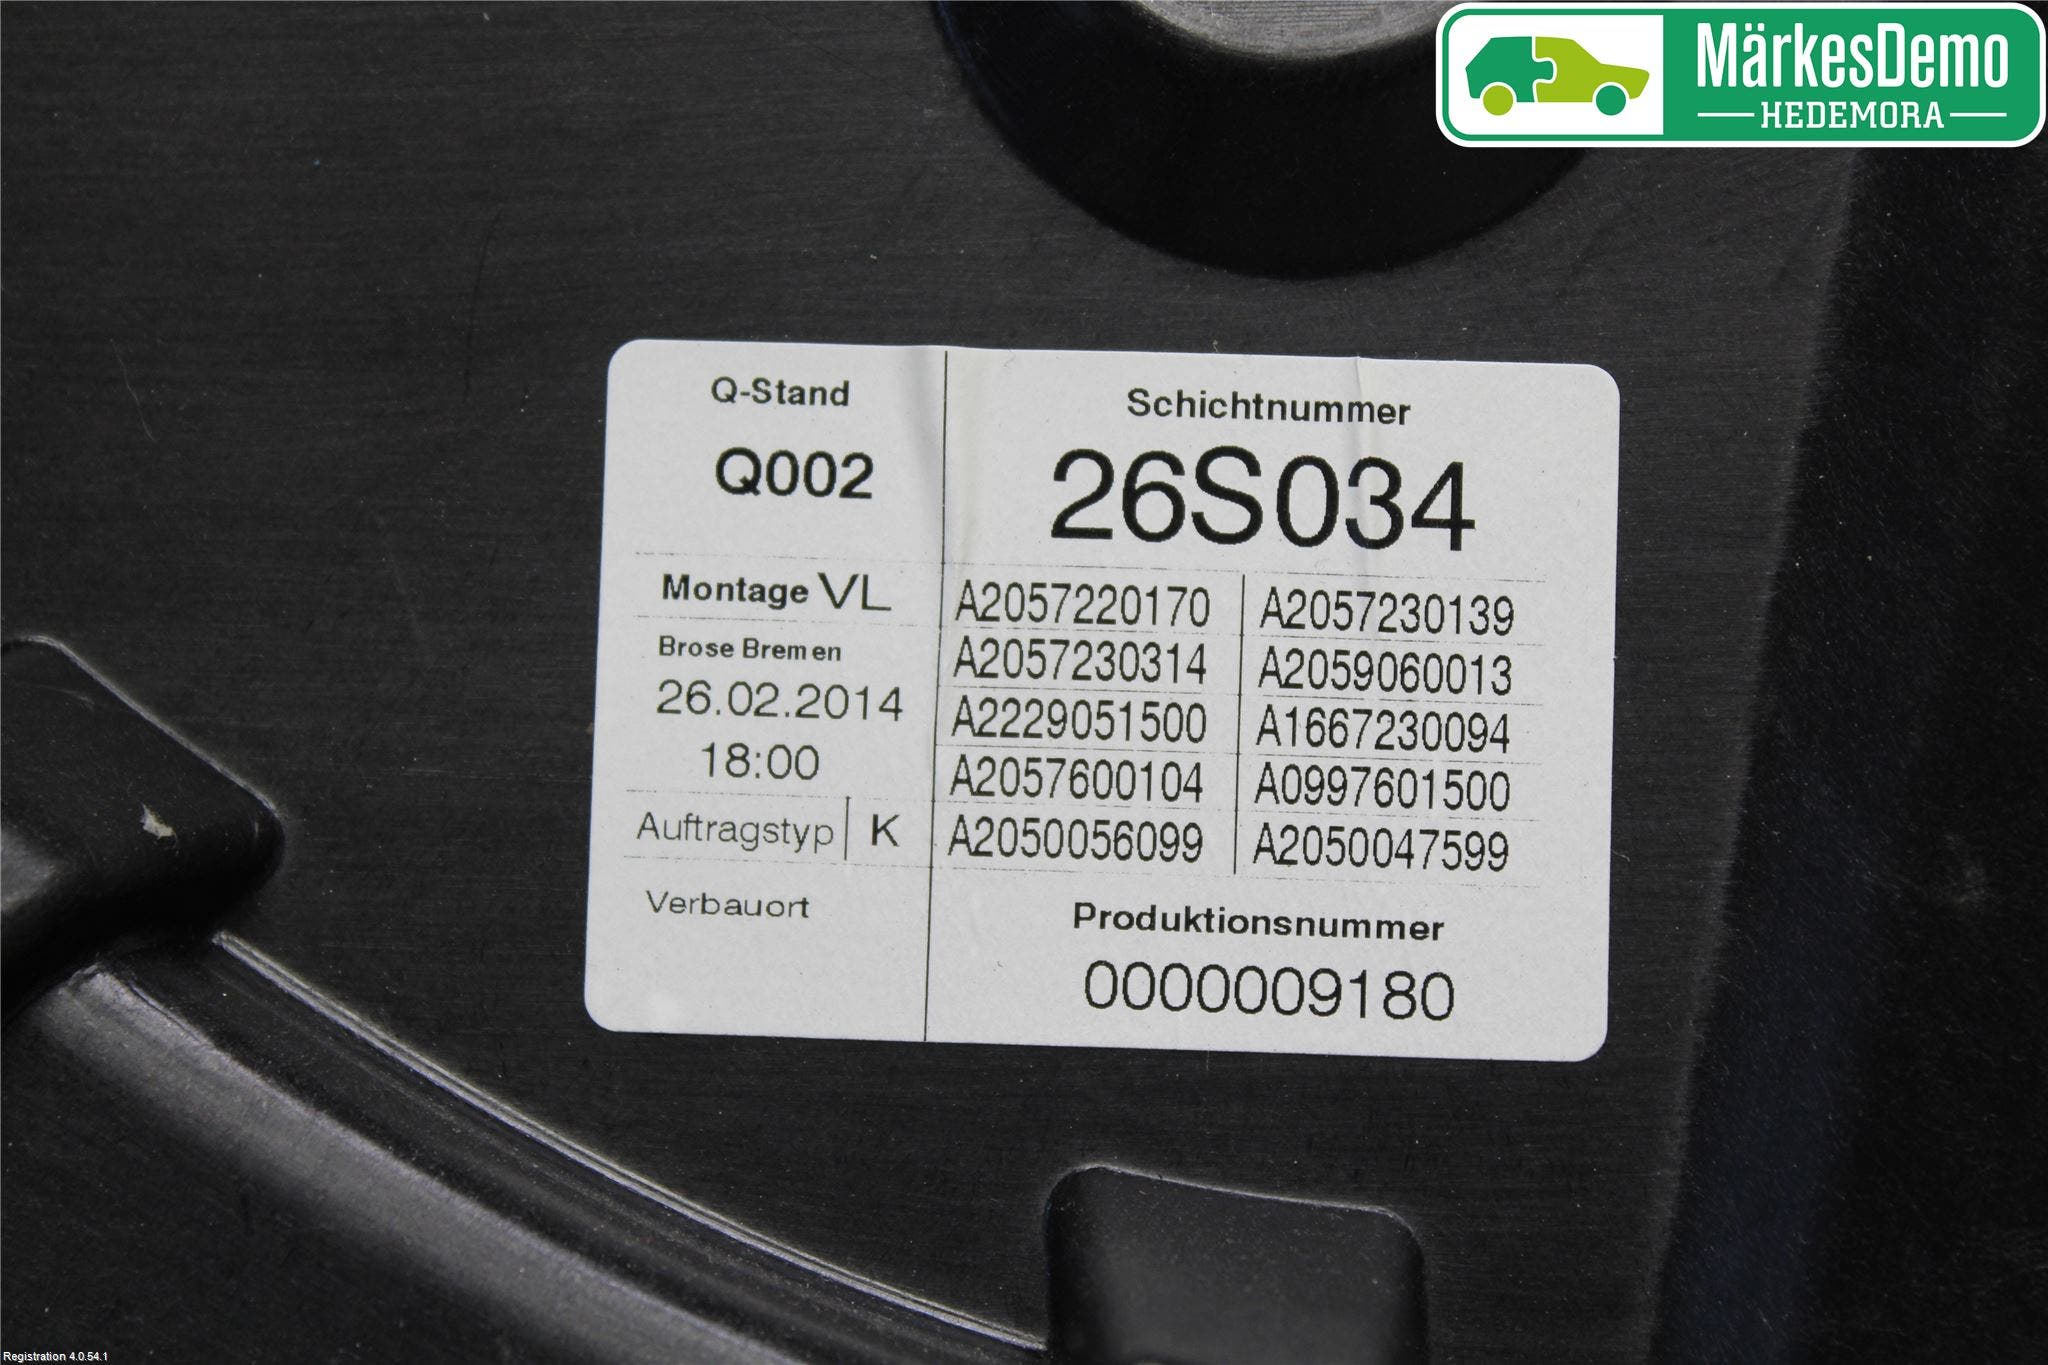 MärkesDemo
HEDEMORA
Q-Stand
Q002
Montage VL
Brose Bremen
26.02.2014
18:00
Auftragstyp K
Verbauort
Schichtnummer
26S034
A2057220170 A2057230139
A2057230314 A2059060013
A2229051500 A1667230094
A2057600104 A0997601500
A2050056099 A2050047599
Produktionsnummer
0000009180
Registration 4.0.54.1